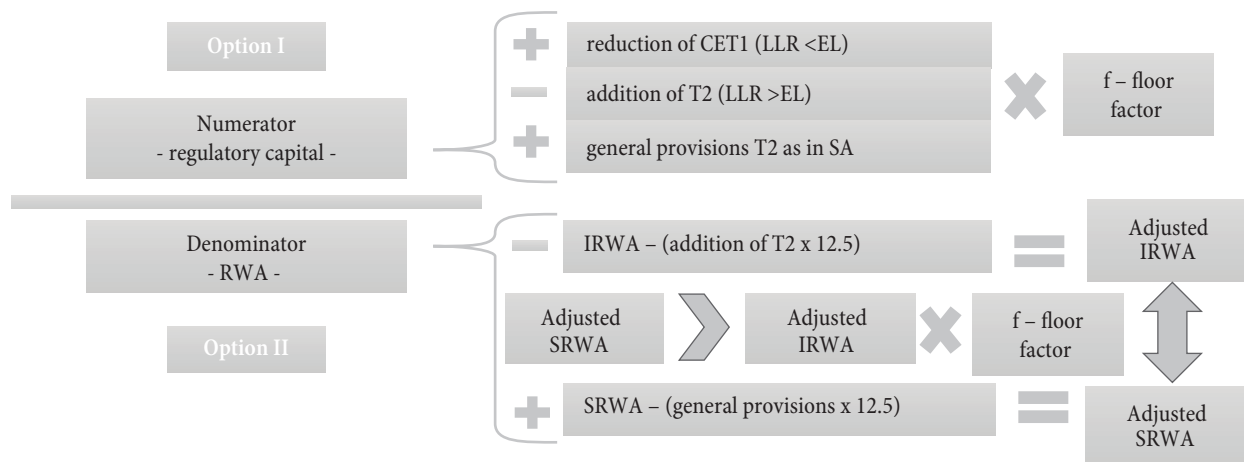 Option I
Numerator
- regulatory capital -
reduction of CET1 (LLR <EL)
addition of T2 (LLR >EL)
general provisions T2 as in SA
f – floor
factor
Denominator
- RWA -
Option II
IRWA – (addition of T2 x 12.5)
Adjusted
IRWA
Adjusted
SRWA
Adjusted
IRWA
f – floor
factor
SRWA – (general provisions x 12.5)
Adjusted
SRWA